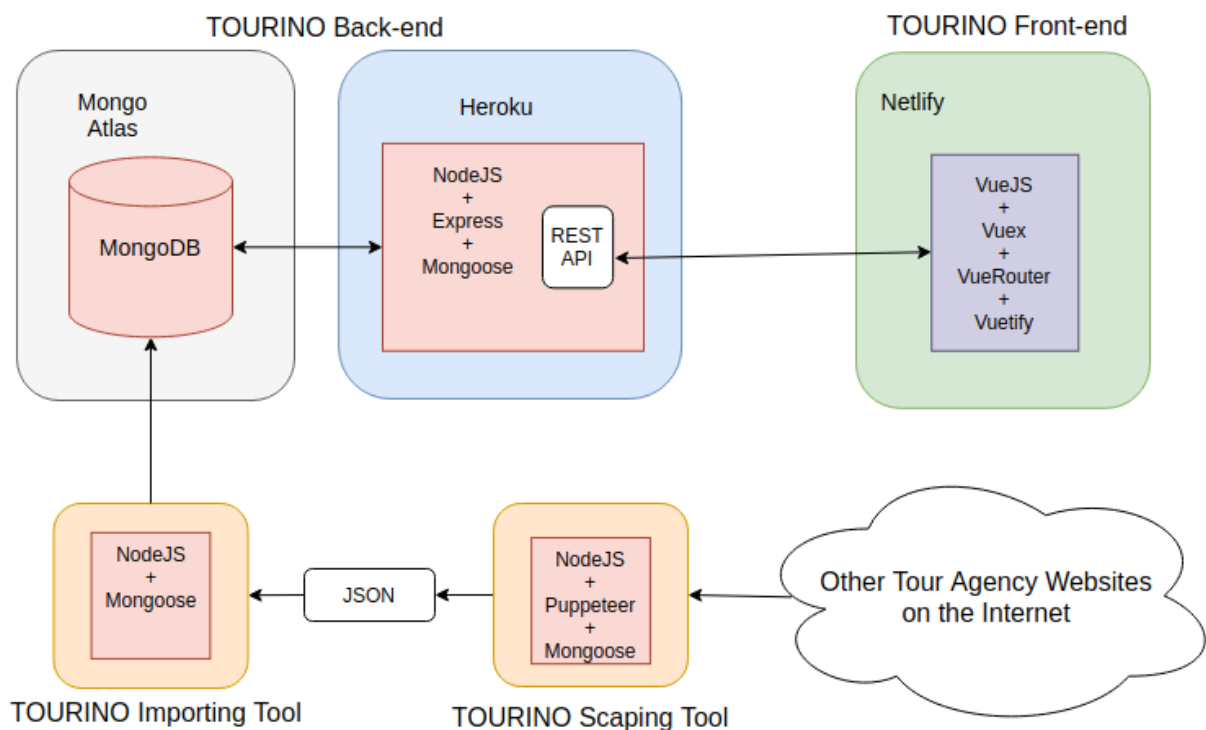 TOURINO Back-end
TOURINO Front-end
Mongo
Atlas
MongoDB
Heroku
NodeJS
+
Express
+
Mongoose
REST
API
Netlify
VueJS
+
Vuex
+
VueRouter
+
Vuetify
NodeJS
+
Mongoose
TOURINO Importing Tool
JSON
NodeJS
+
Puppeteer
+
Mongoose
TOURINO Scaping Tool
Other Tour Agency Websites
on the Internet